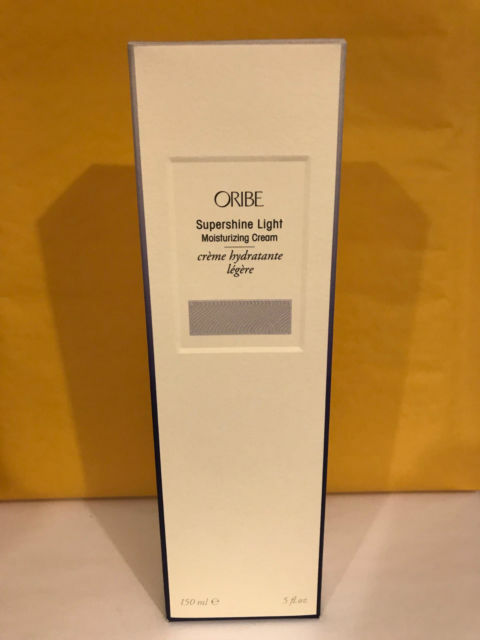 ORIBE
Supershine Light
Moisturizing Cream
crème hydratante
légère
150 ml ℮ 5 fl.oz.